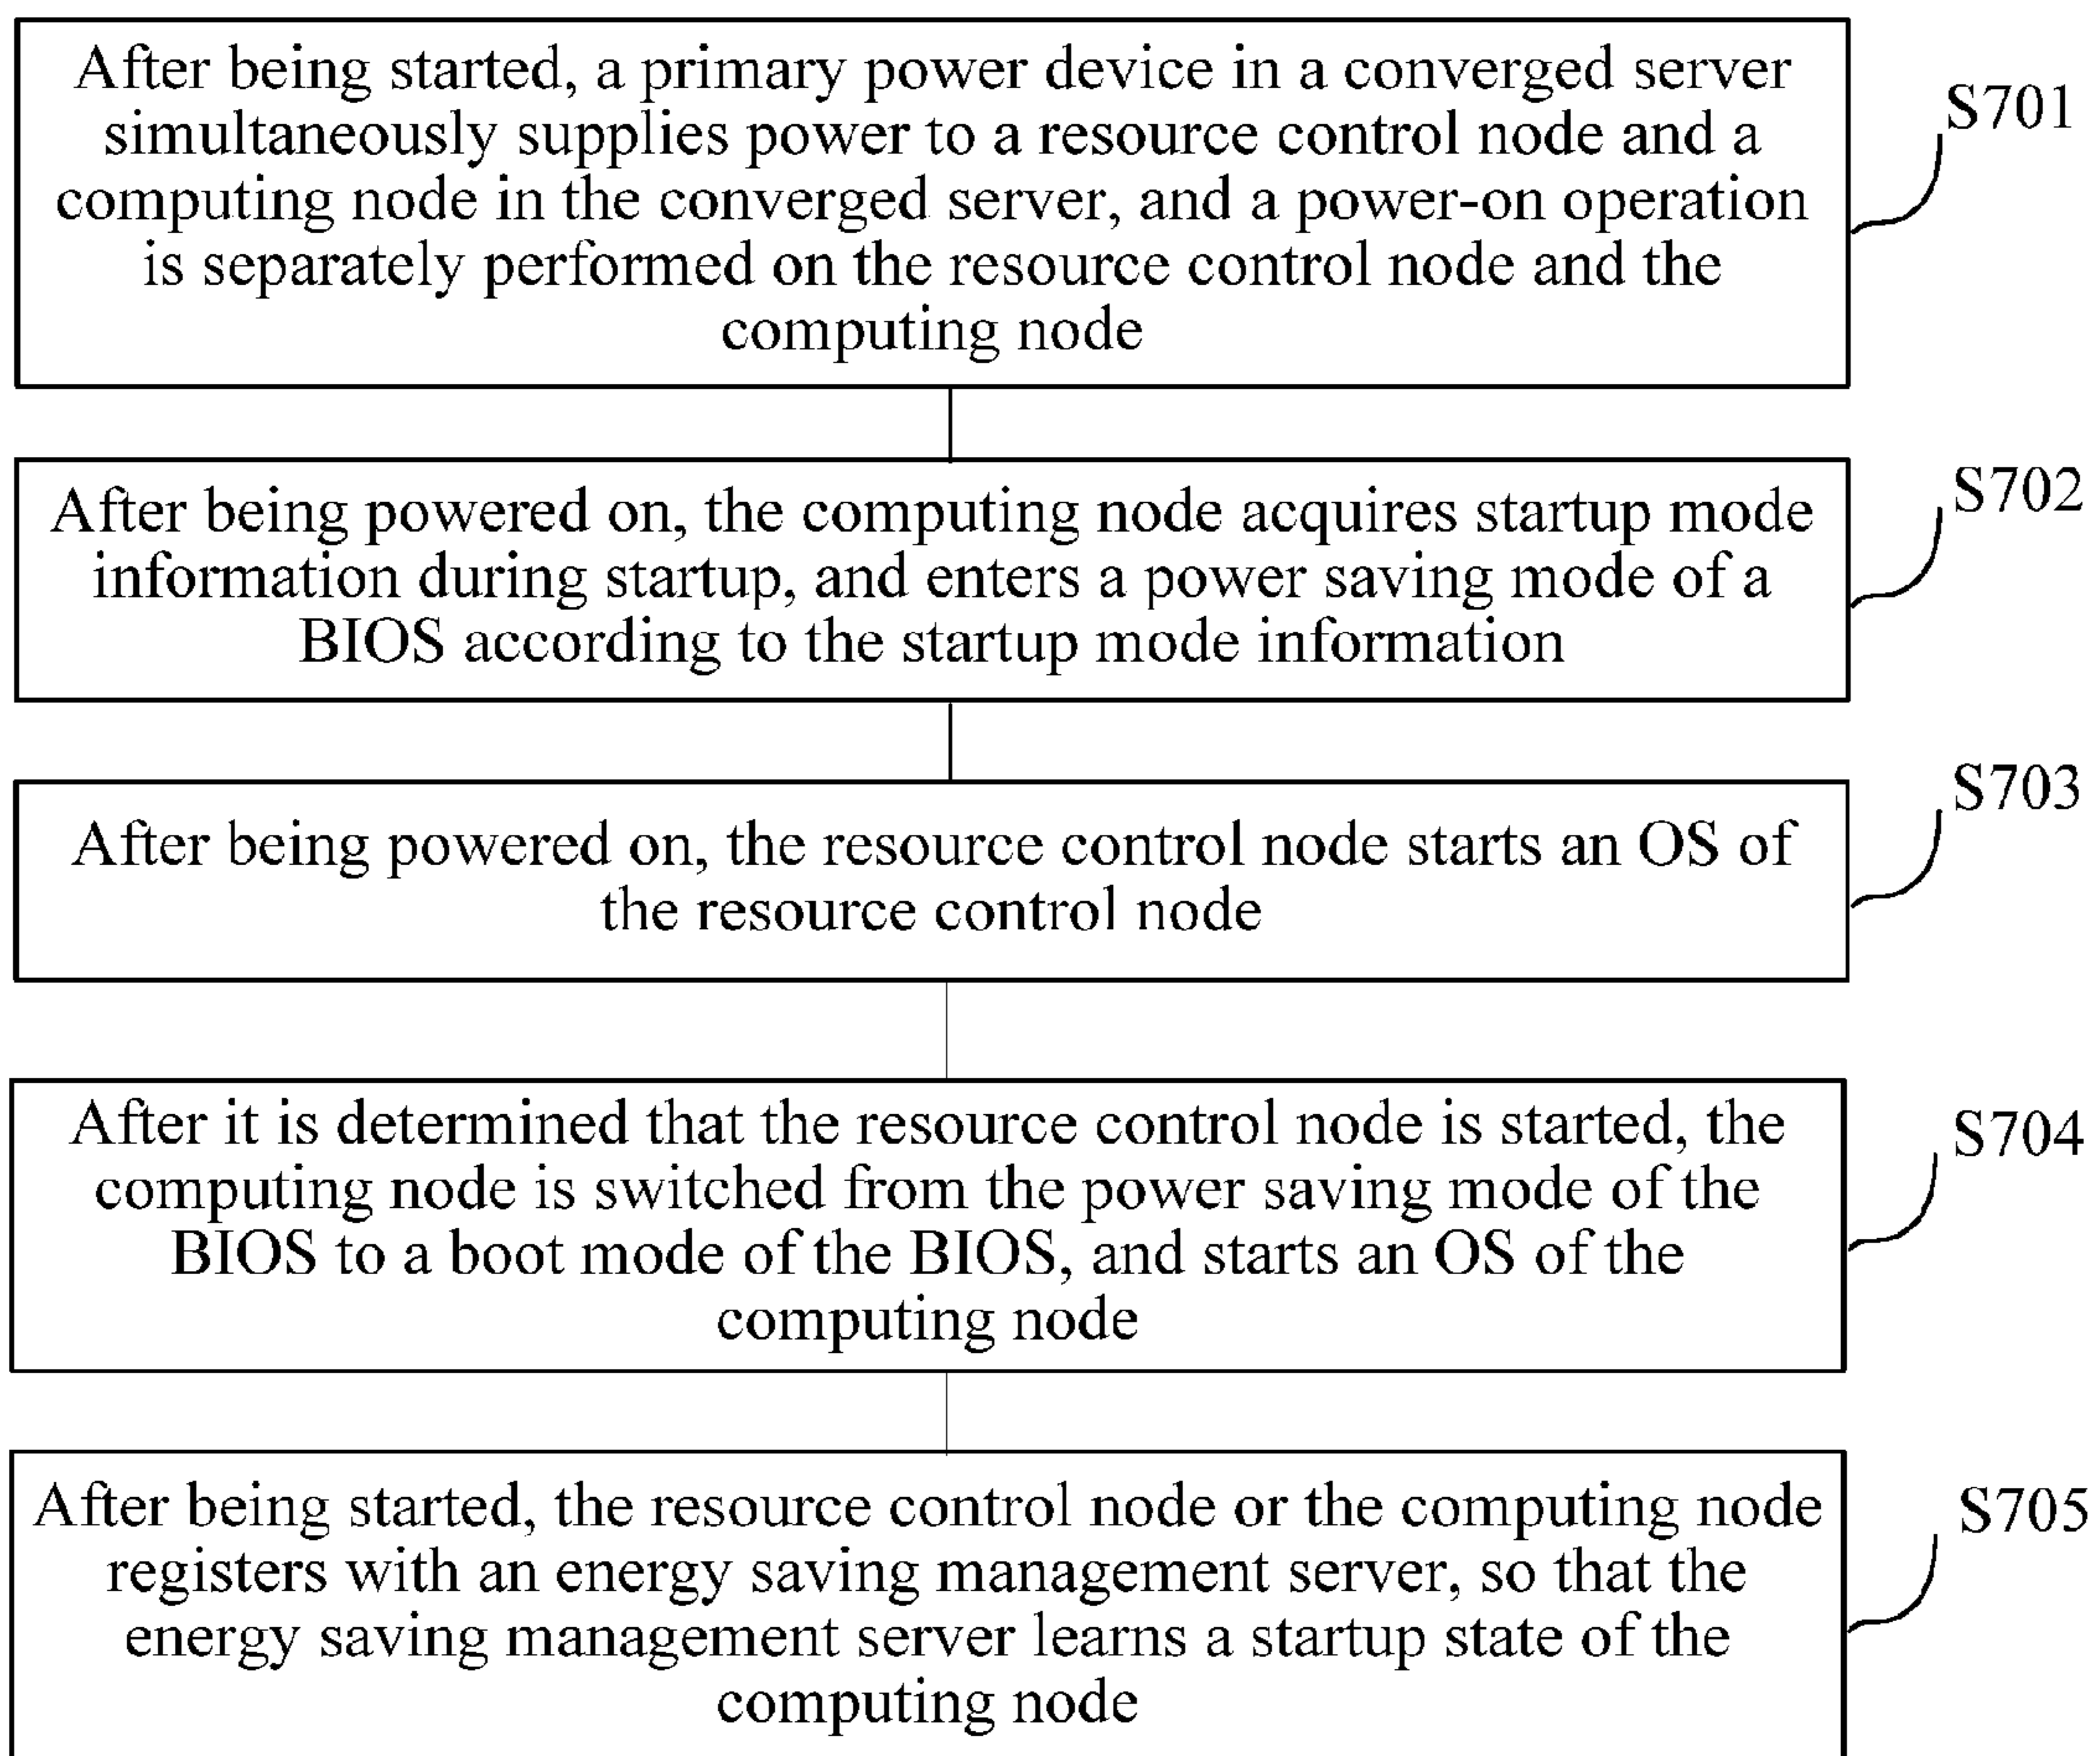 After being started, a primary power device in a converged server
simultaneously supplies power to a resource control node and a
computing node in the converged server, and a power-on operation
is separately performed on the resource control node and the
computing node
S701
After being powered on, the computing node acquires startup mode
information during startup, and enters a power saving mode of a
BIOS according to the startup mode information
S702
After being powered on, the resource control node starts an OS of
the resource control node
S703
After it is determined that the resource control node is started, the
computing node is switched from the power saving mode of the
BIOS to a boot mode of the BIOS, and starts an OS of the
computing node
S704
After being started, the resource control node or the computing node
registers with an energy saving management server, so that the
energy saving management server learns a startup state of the
computing node
S705